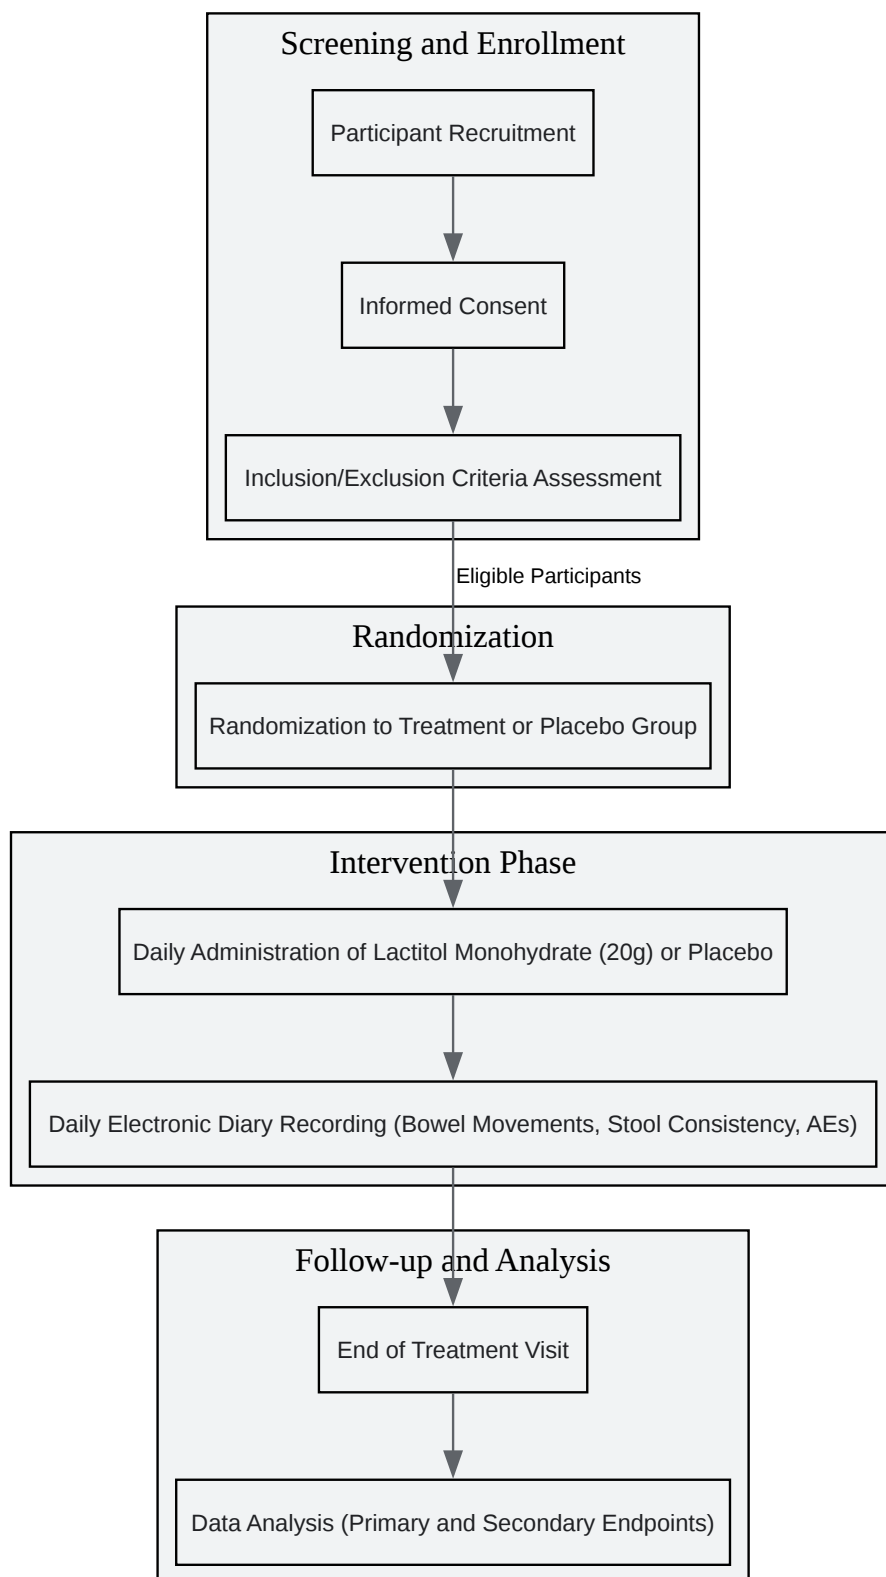 Screening and Enrollment
Participant Recruitment
Informed Consent
Inclusion/Exclusion Criteria Assessment
Eligible Participants
Randomization
Randomization to Treatment or Placebo Group
Intervention Phase
Daily Administration of Lactitol Monohydrate (20g) or Placebo
Daily Electronic Diary Recording (Bowel Movements, Stool Consistency, AEs)
Follow-up and Analysis
End of Treatment Visit
Data Analysis (Primary and Secondary Endpoints)